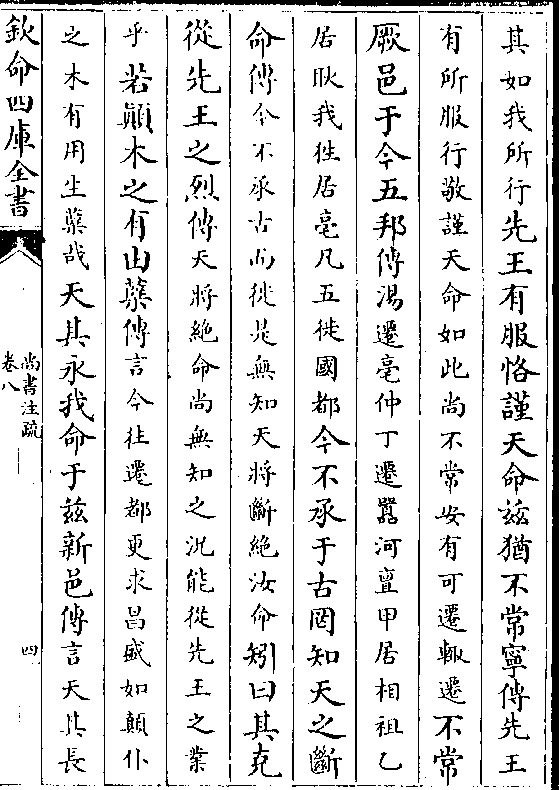 其如我所行先王有服恪謹天命兹猶不常寧傳先王
有所服行敬謹天命如此尚不常安有可遷輒遷不常
厥邑于今五邦傳湯遷亳仲丁遷嚻河亶甲居相祖乙
居耿我徃居亳凡五徙國都今不承于古罔知天之斷
命傳今不承古而徙是無知天將斷絶汝命矧曰其克
從先王之烈傳天將絶命尚無知之况能從先王之業
乎若顚木之有甴蘖傳言今往遷都更求昌盛如顚仆
之木有用生蘖哉天其永我命于兹新邑傳言天其長
欽命四庫全書
尚書注疏
卷八
四